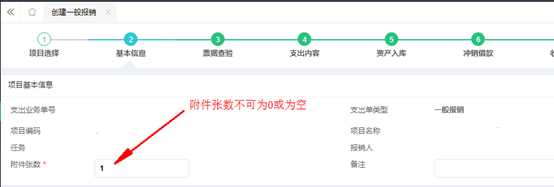 创建一般报销
1 2 3 4 5 6
项目选择 基本信息 票据查验 支出内容 资产入库 冲销借款
项目基本信息
附件张数不可为0或为空
支出业务单号 支出单类型 一般报销
项目编码 项目名称
任务 报销人
附件张数 * 1 备注